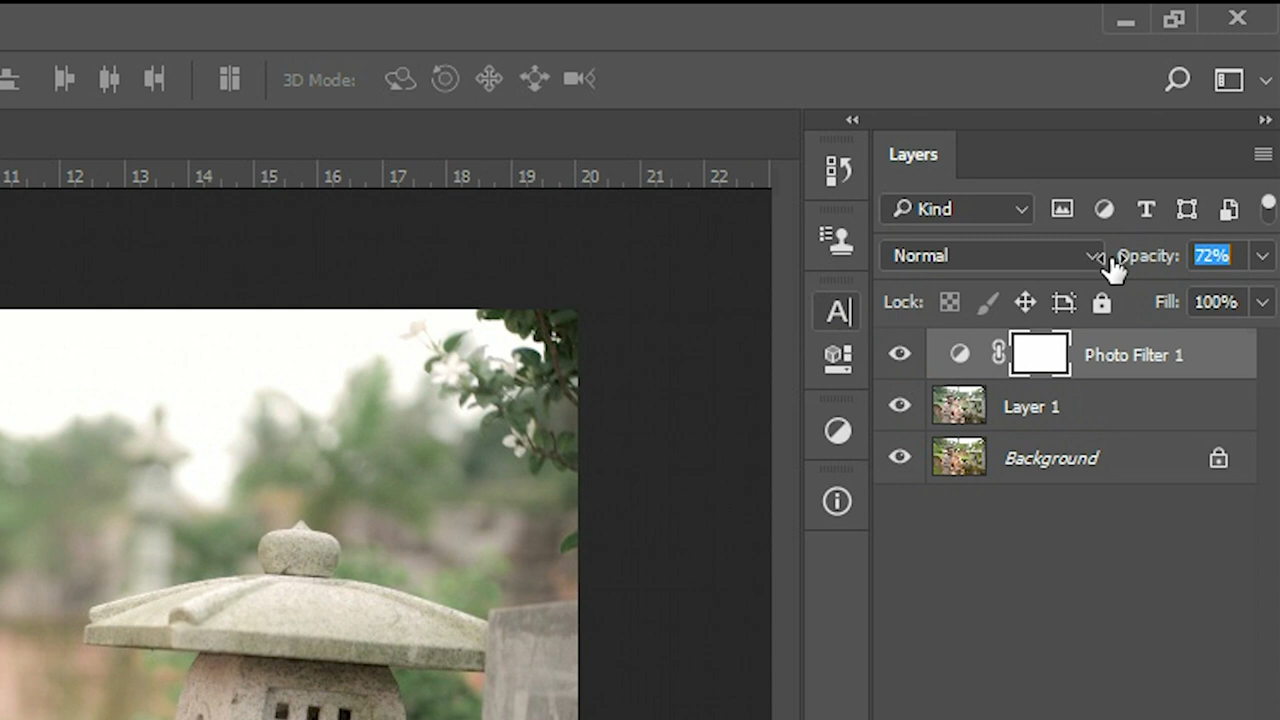 3D Mode:
11 12 13 14 15 16 17 18 19 20 21 22
Layers
Kind
Normal Opacity: 72%
Lock: Fill: 100%
Photo Filter 1
Layer 1
Background